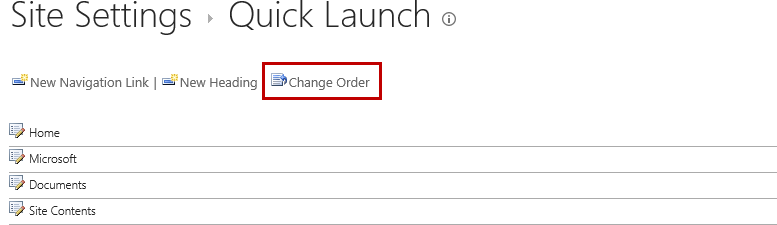 Site Settings ▸ Quick Launch
New Navigation Link | New Heading Change Order
Home
Microsoft
Documents
Site Contents